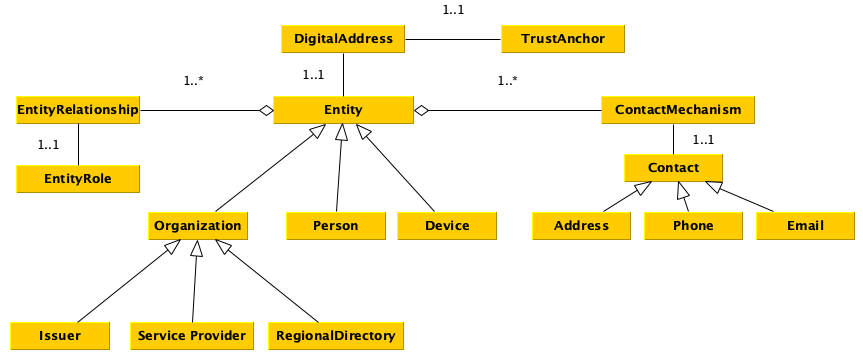 1..1
DigitalAddress
TrustAnchor
1..*
1..1
1..*
EntityRelationship
Entity
ContactMechanism
1..1
1..1
EntityRole
Contact
Organization
Person
Device
Address
Phone
Email
Issuer
Service Provider
RegionalDirectory